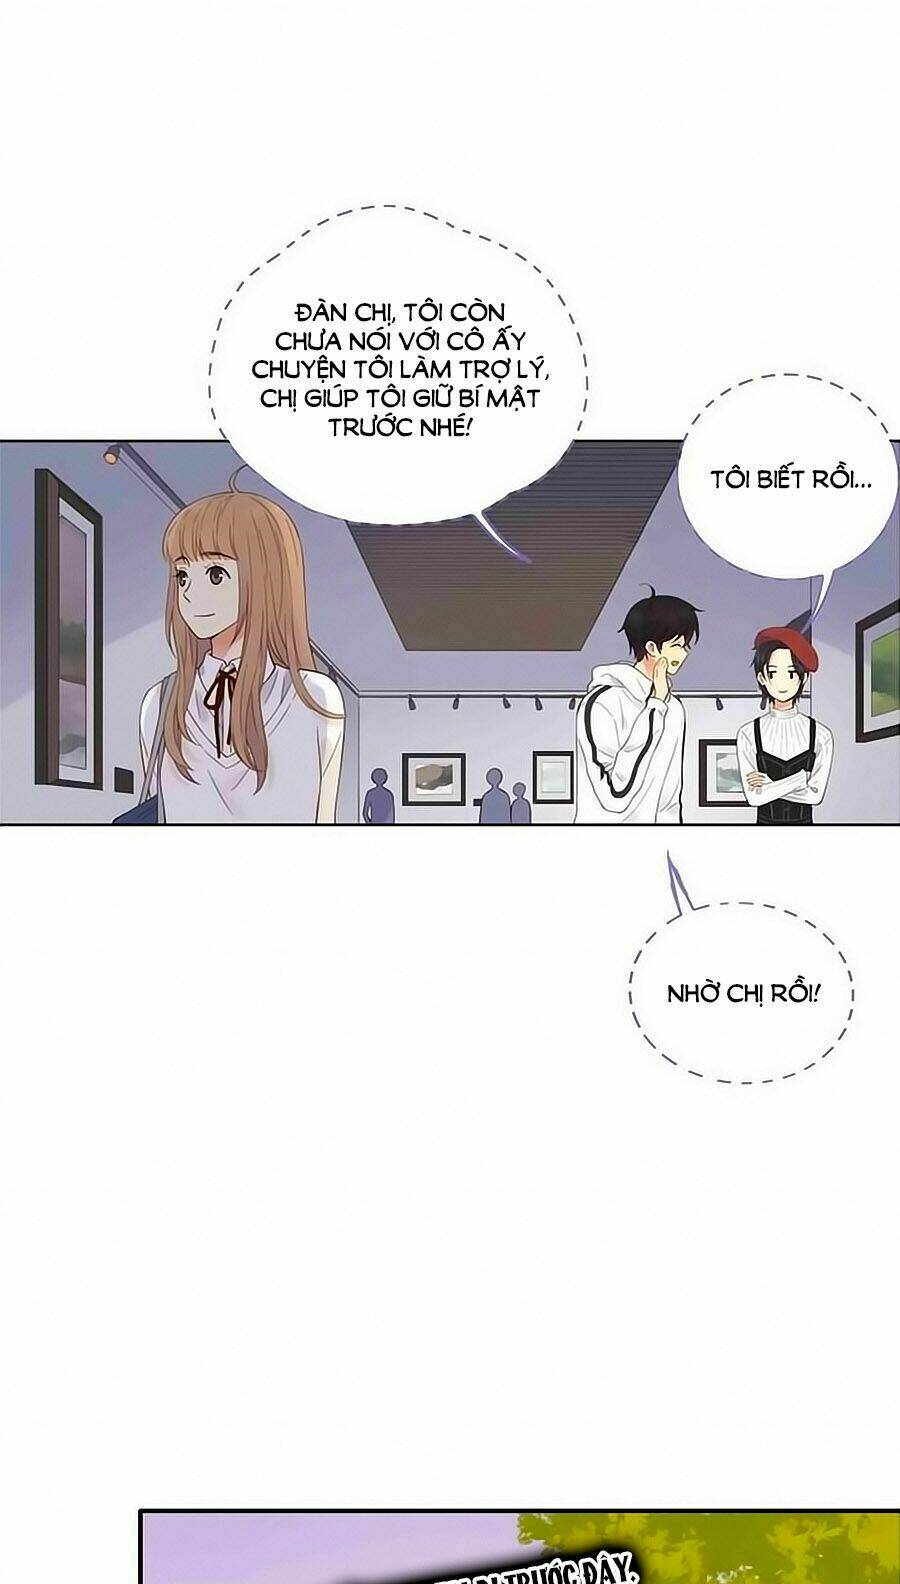 ĐÀN CHỊ, TÔI CÒN
CHƯA NÓI VỚI CÔ ẤY
CHUYỆN TÔI LÀM TRỢ LÝ,
CHỊ GIÚP TÔI GIỮ BÍ MẬT
TRƯỚC NHÉ!
TÔI BIẾT RỒI...
NHỜ CHỊ RỒI!
TRƯỚC ĐÂY.